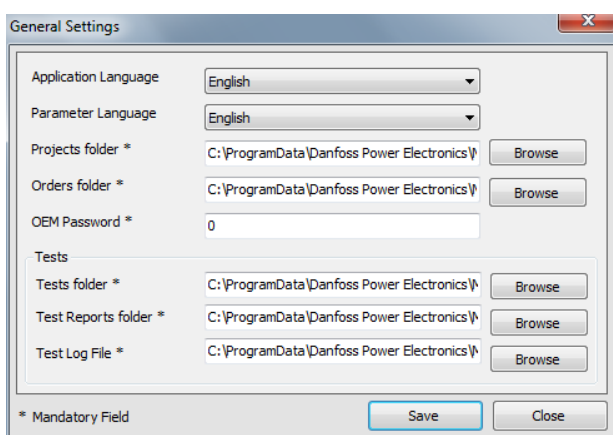 General Settings
Application Language English
Parameter Language English
Projects folder * C:\ProgramData\Danfoss Power Electronics\ Browse
Orders folder * C:\ProgramData\Danfoss Power Electronics\ Browse
OEM Password * 0
Tests
Tests folder * C:\ProgramData\Danfoss Power Electronics\ Browse
Test Reports folder * C:\ProgramData\Danfoss Power Electronics\ Browse
Test Log File * C:\ProgramData\Danfoss Power Electronics\ Browse
* Mandatory Field Save Close